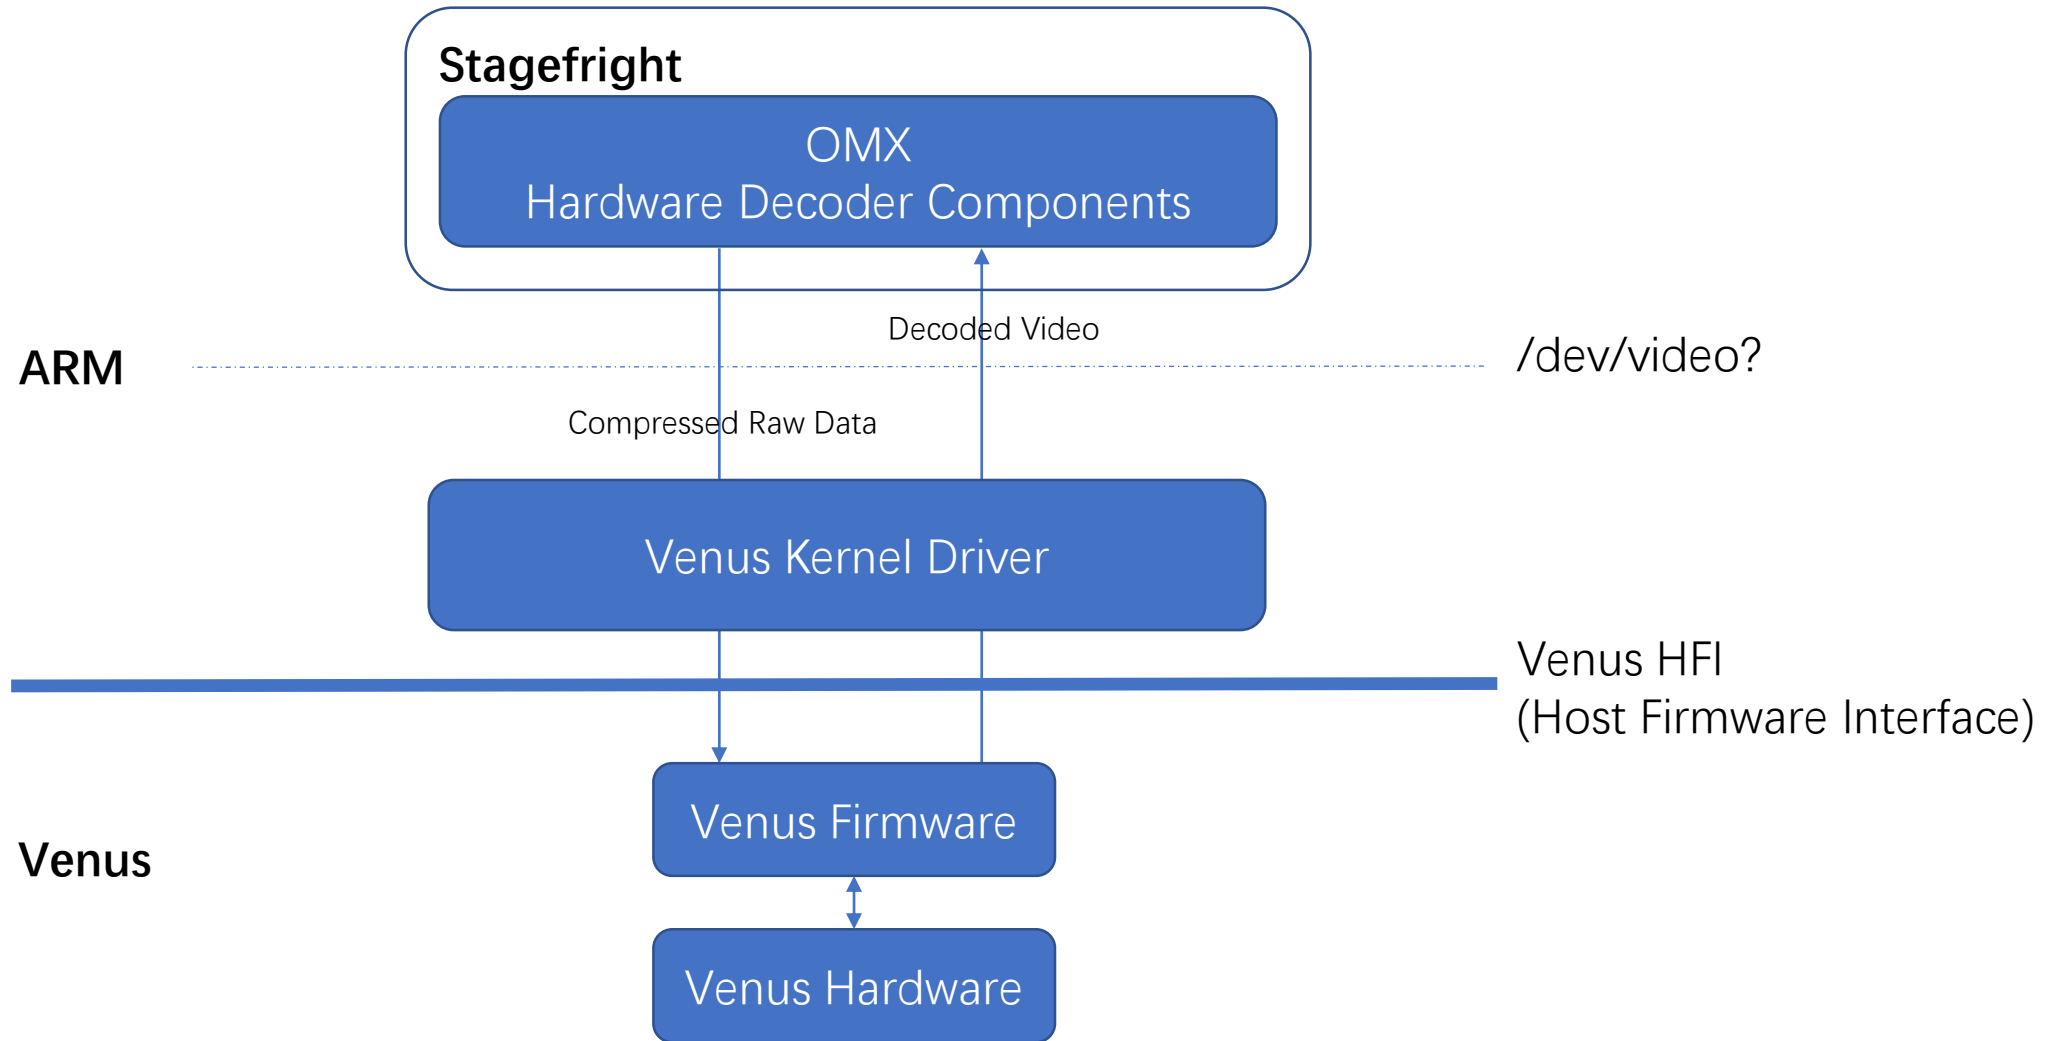 Stagefright
OMX
Hardware Decoder Components
Decoded Video
ARM
/dev/video?
Compressed Raw Data
Venus Kernel Driver
Venus HFI
(Host Firmware Interface)
Venus Firmware
Venus
Venus Hardware